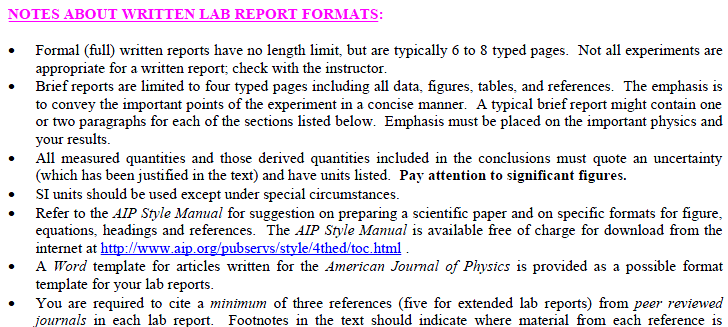 NOTES ABOUT WRITTEN LAB REPORT FORMATS:
• Formal (full) written reports have no length limit, but are typically 6 to 8 typed pages. Not all experiments are
appropriate for a written report; check with the instructor.
• Brief reports are limited to four typed pages including all data, figures, tables, and references. The emphasis is
to convey the important points of the experiment in a concise manner. A typical brief report might contain one
or two paragraphs for each of the sections listed below. Emphasis must be placed on the important physics and
your results.
• All measured quantities and those derived quantities included in the conclusions must quote an uncertainty
(which has been justified in the text) and have units listed. Pay attention to significant figures.
• SI units should be used except under special circumstances.
• Refer to the AIP Style Manual for suggestion on preparing a scientific paper and on specific formats for figure,
equations, headings and references. The AIP Style Manual is available free of charge for download from the
internet at http://www.aip.org/pubservs/style/4thed/toc.html .
• A Word template for articles written for the American Journal of Physics is provided as a possible format
template for your lab reports.
• You are required to cite a minimum of three references (five for extended lab reports) from peer reviewed
journals in each lab report. Footnotes in the text should indicate where material from each reference is